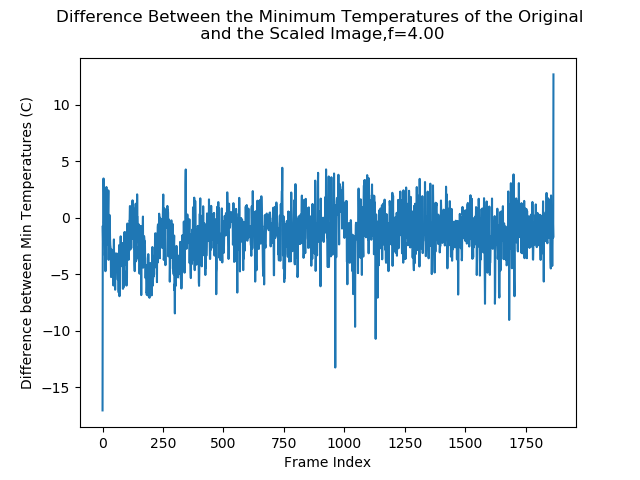 Difference Between the Minimum Temperatures of the Original
and the Scaled Image,f=4.00
Difference between Min Temperatures (C)
10
5
0
−5
−10
−15
0 250 500 750 1000 1250 1500 1750
Frame Index